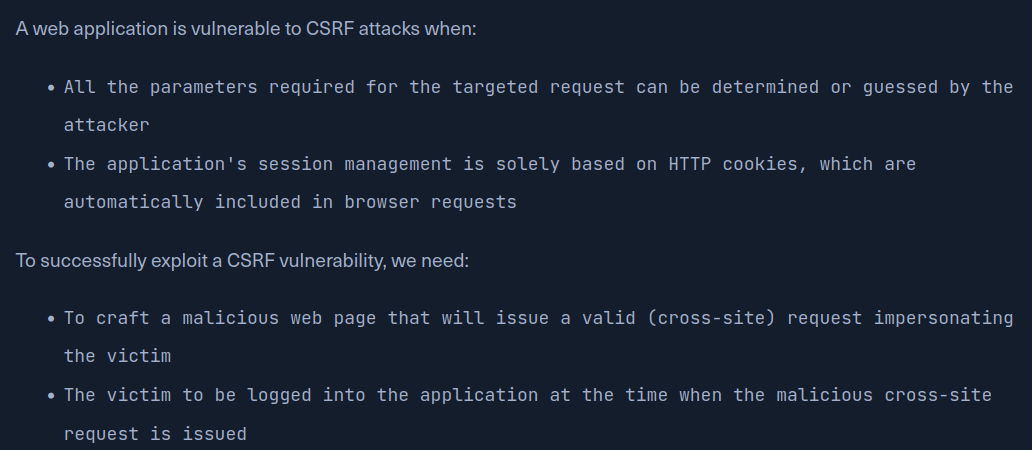 A web application is vulnerable to CSRF attacks when:
• All the parameters required for the targeted request can be determined or guessed by the
attacker
• The application's session management is solely based on HTTP cookies, which are
automatically included in browser requests
To successfully exploit a CSRF vulnerability, we need:
• To craft a malicious web page that will issue a valid (cross-site) request impersonating
the victim
• The victim to be logged into the application at the time when the malicious cross-site
request is issued